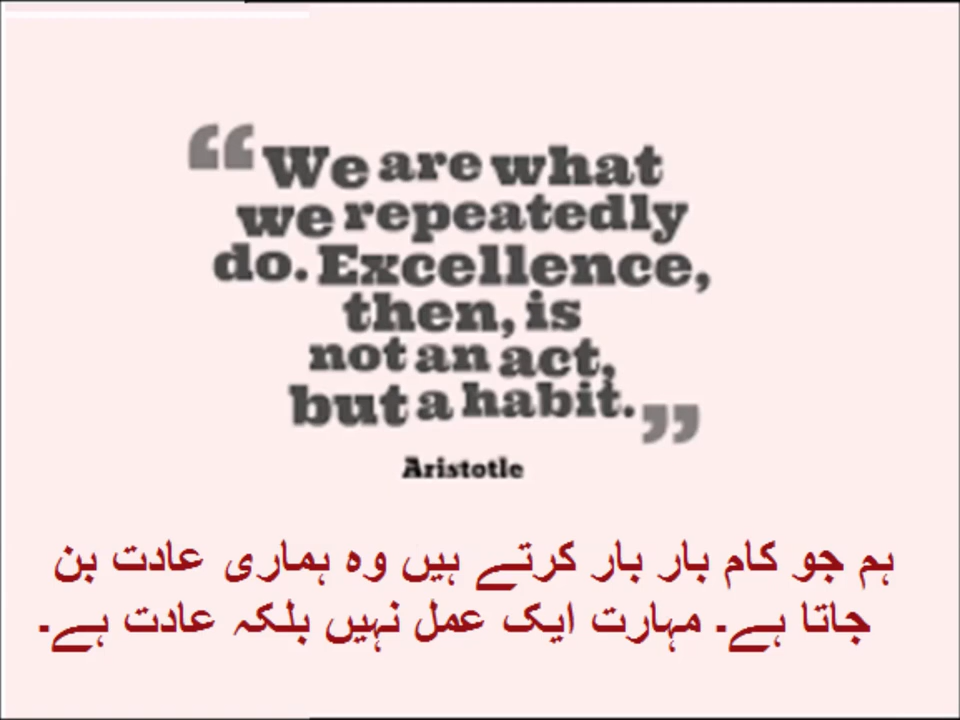 “We are what
we repeatedly
do. Excellence,
then, is
not an act,
but a habit.”
Aristotle
ہم جو کام بار بار کرتے ہیں وہ ہماری عادت بن
جاتا ہے۔ مہارت ایک عمل نہیں بلکہ عادت ہے۔